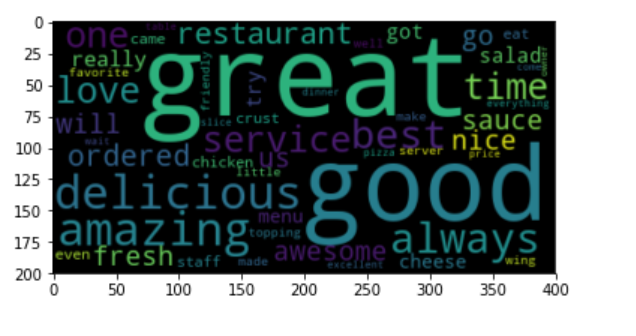 0
25
50
75
100
125
150
175
200
0 50 100 150 200 250 300 350 400
table
one came restaurant well got go eat
really great salad come owner
favorite friendly try dinner time
love everything
slice crust make sauce
will service best nice
wait us pizza server price
ordered chicken
little
delicious good
menu
amazing topping always
even fresh staff made awesome excellent cheese wing